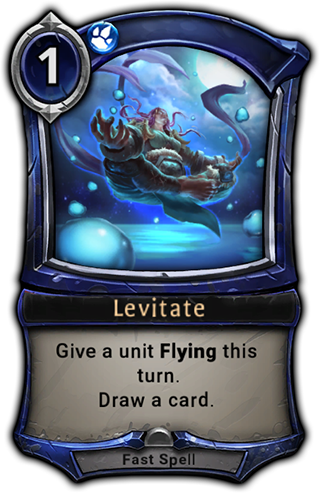 1
Levitate
Give a unit Flying this
turn.
Draw a card.
Fast Spell